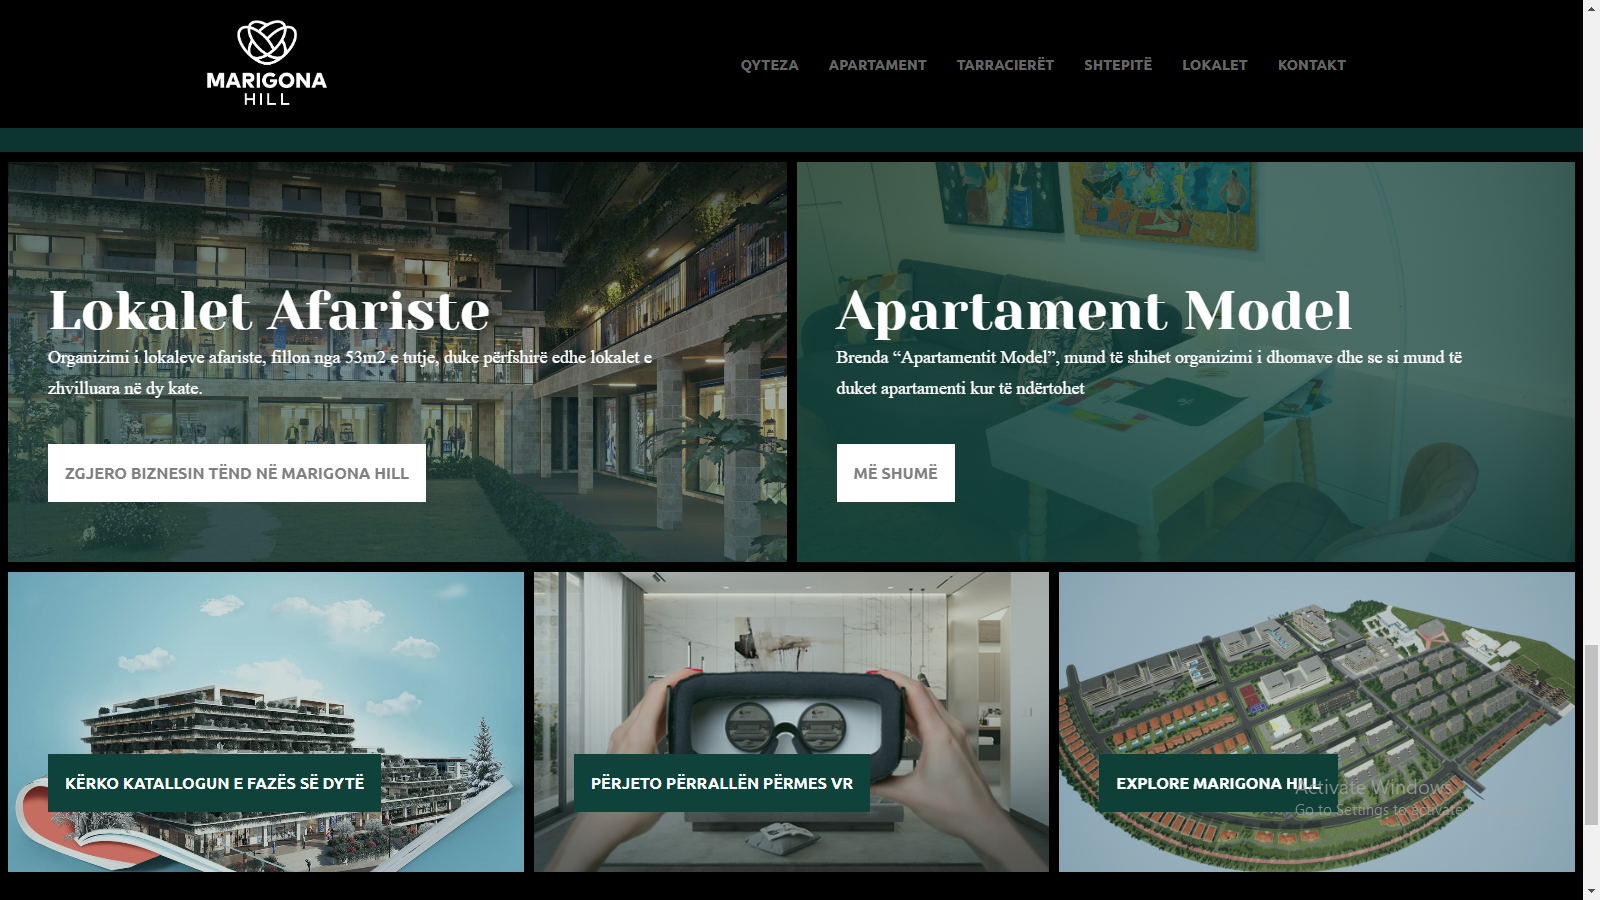 MARIGONA
HILL
QYTEZA APARTAMENT TARRACIERËT SHTEPITË LOKALET KONTAKT
Lokalet Afariste
Organizimi i lokaleve afariste, fillon nga 53m2 e tutje, duke përfshirë edhe lokalet e
zhvilluara në dy kate.
ZGJERO BIZNESIN TËND NË MARIGONA HILL
Apartament Model
Brenda “Apartamentit Model”, mund të shihet organizimi i dhomave dhe se si mund të
duket apartamenti kur të ndërtohet
MË SHUMË
KËRKO KATALLOGUN E FAZËS SË DYTË
PËRJETO PËRRALLËN PËRMES VR
EXPLORE MARIGONA HILL
Activate Windows
Go to Settings to activate